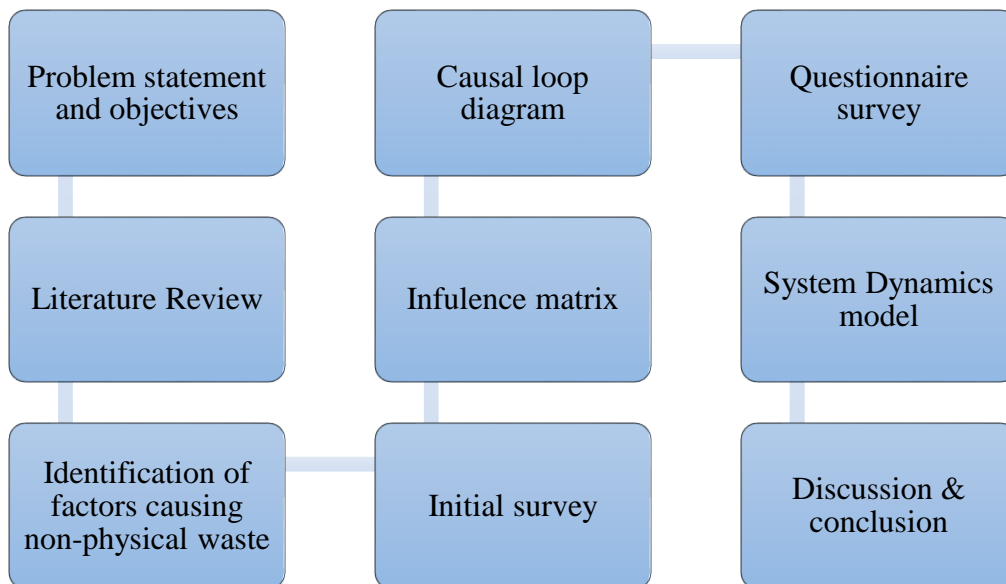 Problem statement
and objectives
Literature Review
Identification of
factors causing
non-physical waste
Initial survey
Infulence matrix
Causal loop
diagram
Questionnaire
survey
System Dynamics
model
Discussion &
conclusion